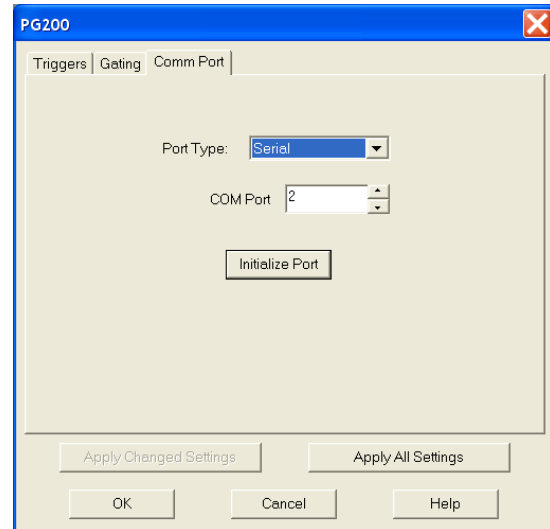 PG200
Triggers Gating Comm Port
Port Type: Serial
COM Port 2
Initialize Port
Apply Changed Settings Apply All Settings
OK Cancel Help